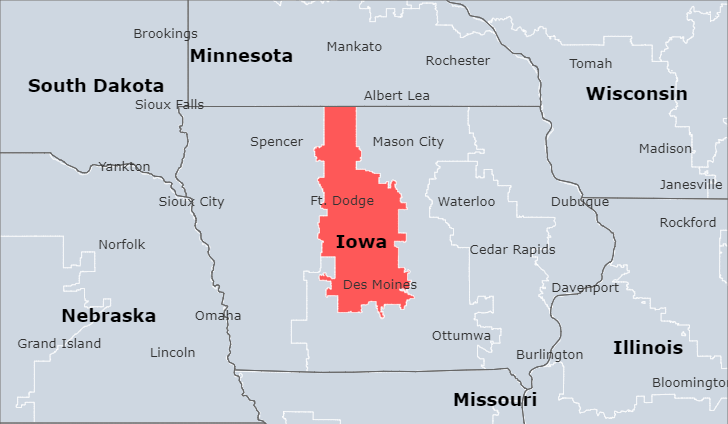 Brookings
Mankato
Minnesota
Rochester
Tomah
South Dakota
Wisconsin
Albert Lea
Sioux Falls
Spencer
Mason City
Madison
Yankton
Janesville
Sioux City
Ft. Dodge
Waterloo
Dubuque
Rockford
Iowa
Norfolk
Cedar Rapids
Des Moines
Davenport
Nebraska
Omaha
Ottumwa
Grand Island
Illinois
Lincoln
Burlington
Bloomington
Missouri